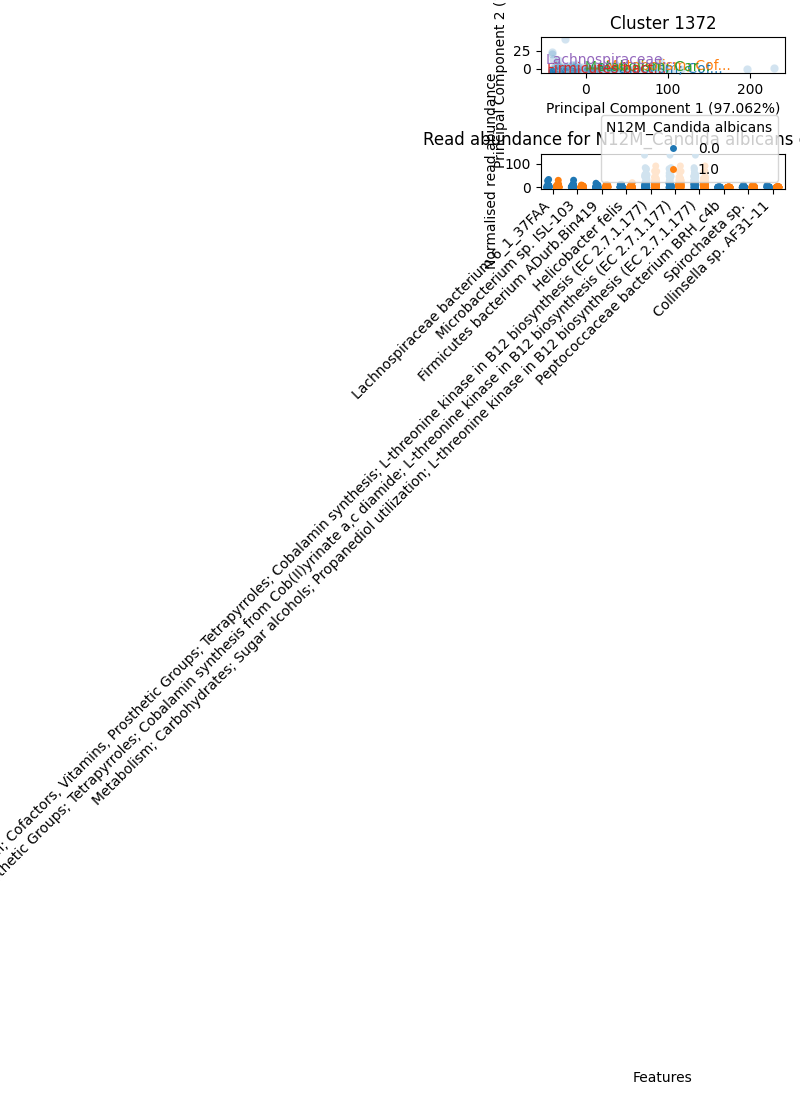 Cluster 1372
Principal Component 2 (
25
0
Lachnospiraceae
0
100
200
Principal Component 1 (97.062%)
Read abundance for N12M_Candida albicans
N12M_Candida albicans
0.0
1.0
Normalised read abundance
100
0
Lachnospiraceae bacterium 6_1_37FAA
Microbacterium sp. ISL-103
Firmicutes bacterium ADurb.Bin419
Helicobacter felis
; Cofactors, Vitamins, Prosthetic Groups; Tetrapyrroles; Cobalamin synthesis; L-threonine kinase in B12 biosynthesis (EC 2.7.1.177)
thetic Groups; Tetrapyrroles; Cobalamin synthesis from Cob(II)yrinate a,c diamide; L-threonine kinase in B12 biosynthesis (EC 2.7.1.177)
Metabolism; Carbohydrates; Sugar alcohols; Propanediol utilization; L-threonine kinase in B12 biosynthesis (EC 2.7.1.177)
Peptococcaceae bacterium BRH_c4b
Spirochaeta sp.
Collinsella sp. AF31-11
Features